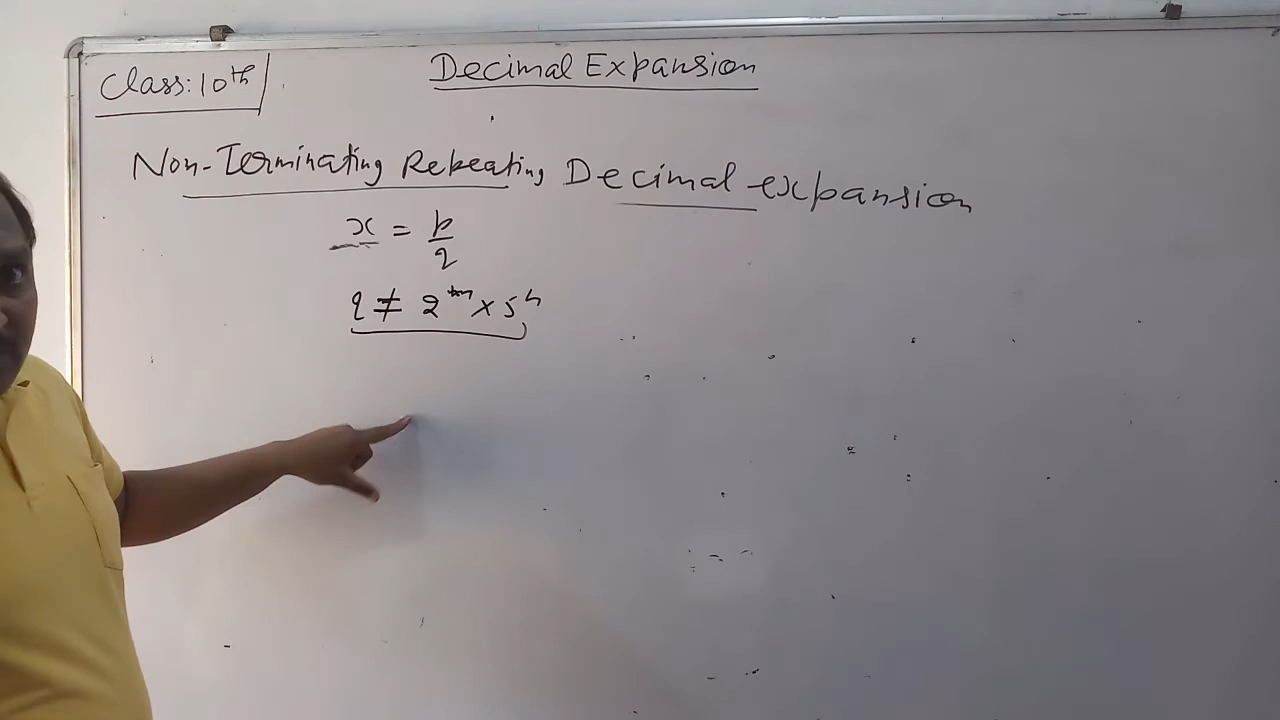 Class: 10th
Decimal Expansion
Non-Terminating Repeating Decimal expansion
x = p/q
q ≠ 2^m × 5^n